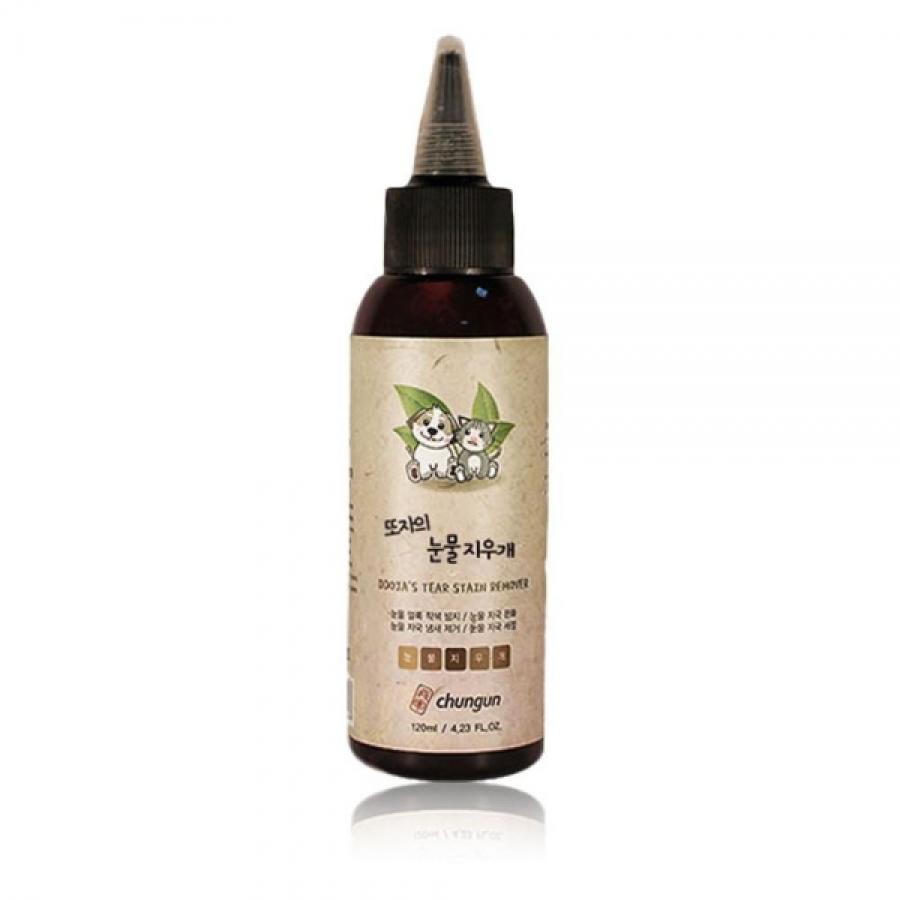 또자의
눈물지우개
DOOJA'S TEAR STAIN REMOVER
눈물 얼룩 착색 방지 / 눈물 자국 완화
눈물 자국 냄새 제거 / 눈물 자국 세정
눈물지우개
chungun
120ml / 4.23 FL.OZ.